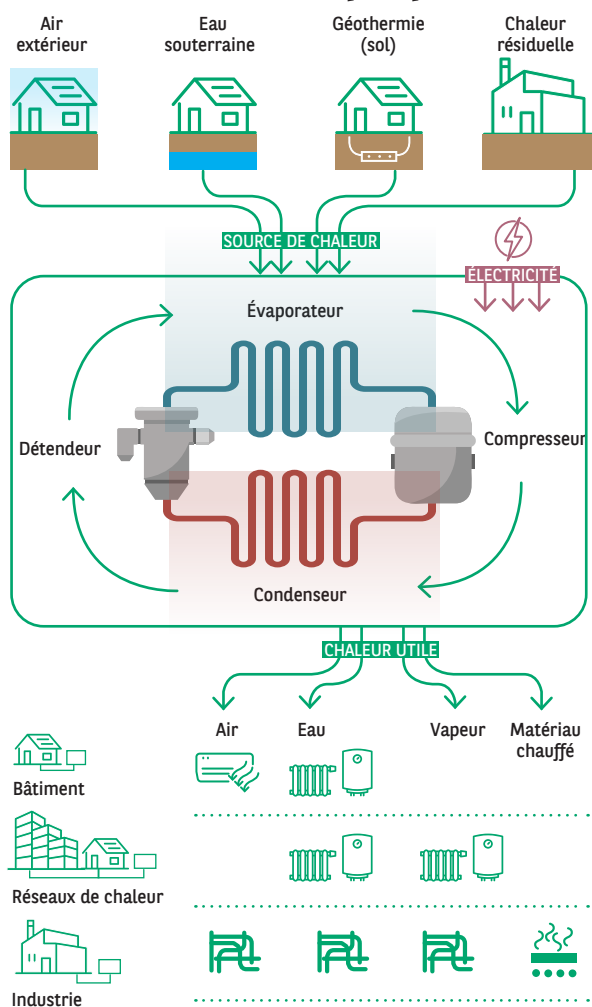 Air
extérieur
Eau
souterraine
Géothermie
(sol)
Chaleur
résiduelle
SOURCE DE CHALEUR
ÉLECTRICITÉ
Évaporateur
Détendeur
Compresseur
Condenseur
CHALEUR UTILE
Air
Eau
Vapeur
Matériau
chauffé
Bâtiment
Réseaux de chaleur
Industrie